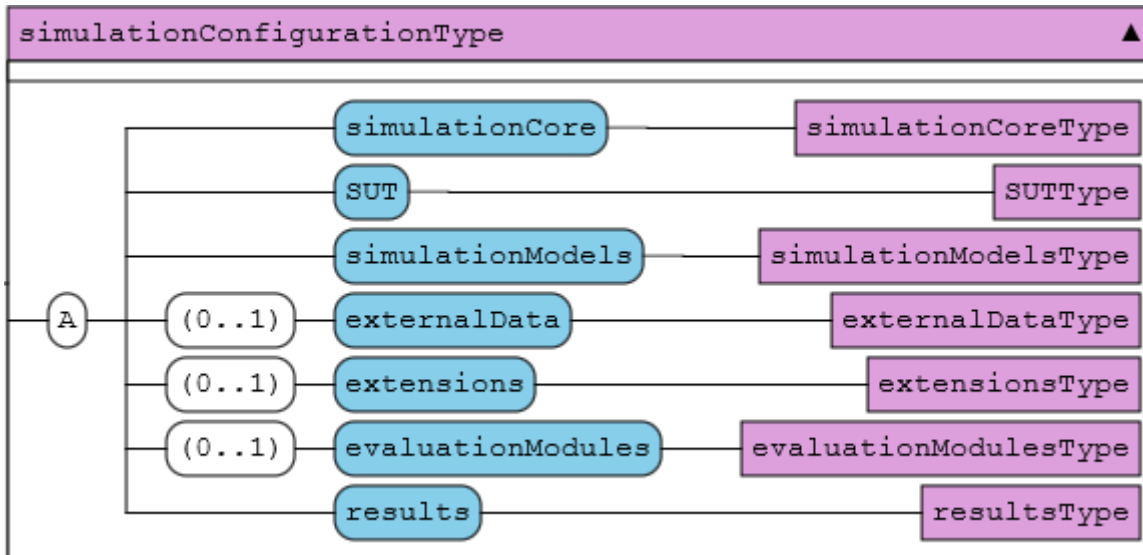 simulationConfigurationType ▲
simulationCore simulationCoreType
SUT SUTType
simulationModels simulationModelsType
A (0..1) externalData externalDataType
(0..1) extensions extensionsType
(0..1) evaluationModules evaluationModulesType
results resultsType